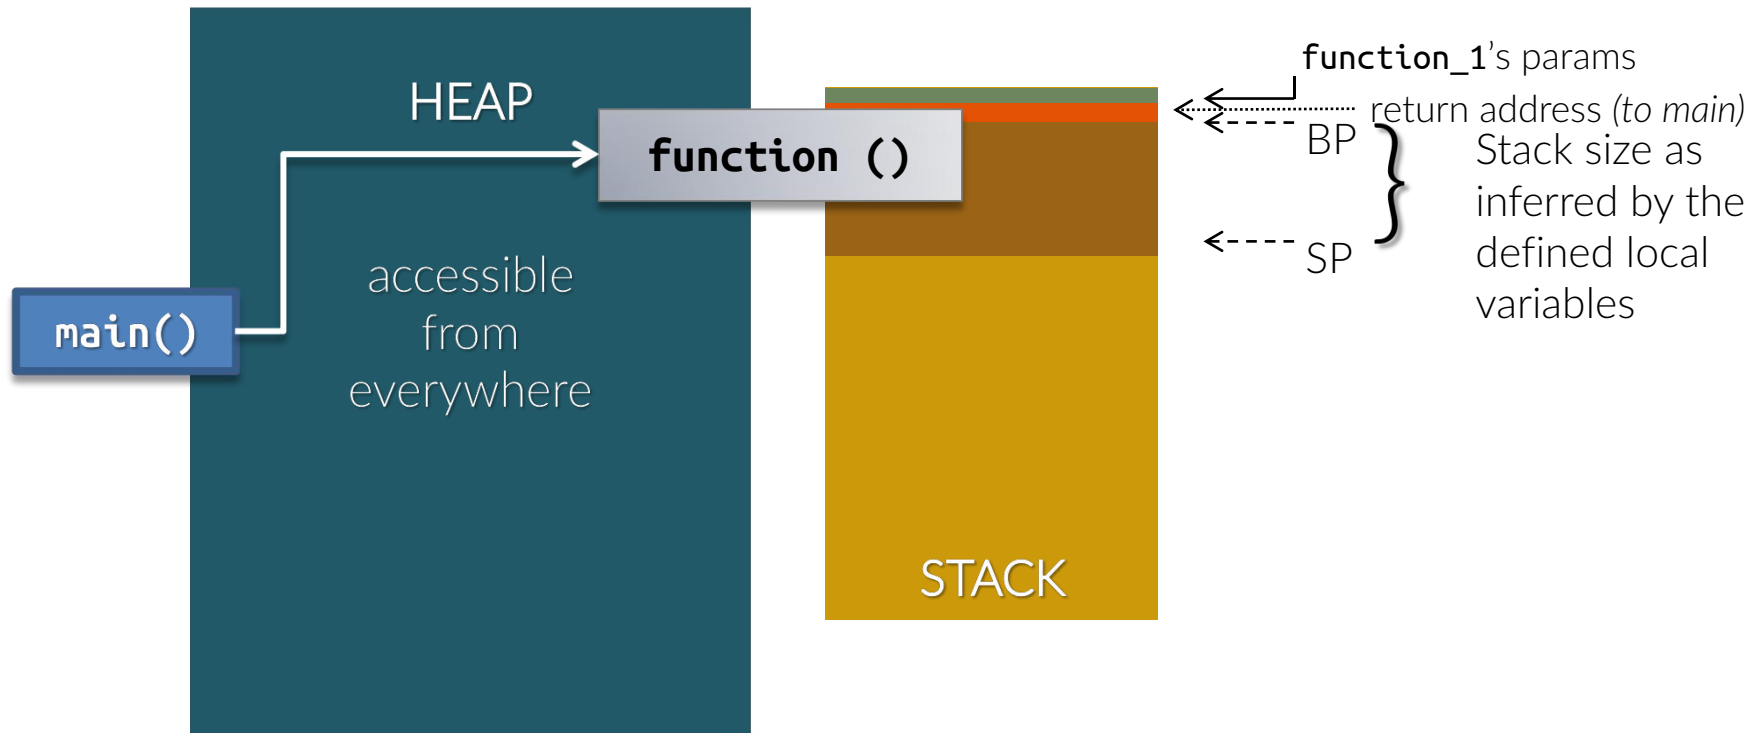 HEAP
accessible
from
everywhere
main()
function ()
STACK
function_1's params
return address (to main)
BP
SP
}
Stack size as
inferred by the
defined local
variables